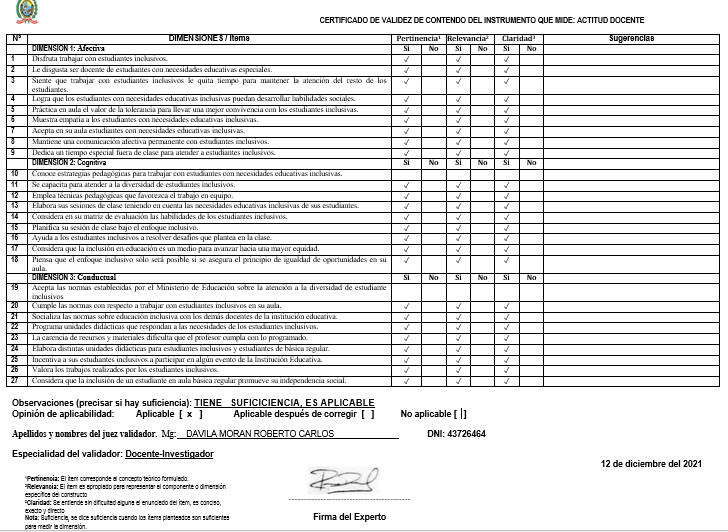 CERTIFICADO DE VALIDEZ DE CONTENDO DEL INSTRUMENTO QUE MIDE: ACTITUD DOCENTE
Nº DIMENSIONES / ítems Pertinencia¹ Relevancia² Claridad³ Sugerencias
DIMENSIÓN 1: Afectiva Si No Si No Si No
1 Disfruta trabajar con estudiantes inclusivos. ✓ ✓ ✓
2 Le disgusta ser docente de estudiantes con necesidades educativas especiales. ✓ ✓ ✓
3 Siente que trabajar con estudiantes inclusivos le quita tiempo para mantener la atención del resto de los ✓ ✓ ✓
estudiantes.
4 Logra que los estudiantes con necesidades educativas inclusivas puedan desarrollar habilidades sociales. ✓ ✓ ✓
5 Práctica en aula el valor de la tolerancia para llevar una mejor convivencia con los estudiantes inclusivos. ✓ ✓ ✓
6 Muestra empatía a los estudiantes con necesidades educativas inclusivas. ✓ ✓ ✓
7 Acepta en su aula estudiantes con necesidades educativas inclusivas. ✓ ✓ ✓
8 Mantiene una comunicación afectiva permanente con los estudiantes inclusivos. ✓ ✓ ✓
9 Dedica un tiempo especial fuera de clase para atender a estudiantes inclusivos. ✓ ✓ ✓
DIMENSIÓN 2: Cognitiva Si No Si No Si No
10 Conoce estrategias pedagógicas para trabajar con estudiantes con necesidades educativas inclusivas.
11 Se capacita para atender a la diversidad de estudiantes inclusivos. ✓ ✓ ✓
12 Emplea técnicas pedagógicas que favorezca el trabajo en equipo. ✓ ✓ ✓
13 Elabora sus sesiones de clase teniendo en cuenta las necesidades educativas inclusivas de sus estudiantes. ✓ ✓ ✓
14 Considera en su matriz de evaluación las habilidades de los estudiantes inclusivos. ✓ ✓ ✓
15 Planifica su sesión de clase bajo el enfoque inclusivo. ✓ ✓ ✓
16 Ayuda a los estudiantes inclusivos a resolver desafíos que plantea en la clase. ✓ ✓ ✓
17 Considera que la inclusión en educación es un medio para avanzar hacia una mayor equidad. ✓ ✓ ✓
18 Piensa que el enfoque inclusivo sólo será posible si se asegura el principio de igualdad de oportunidades en su ✓ ✓ ✓
aula.
DIMENSIÓN 3: Conductual Si No Si No Si No
19 Acepta las normas establecidas por el Ministerio de Educación sobre la atención a la diversidad de estudiante
inclusivos
20 Cumple las normas con respecto a trabajar con estudiantes inclusivos en su aula. ✓ ✓ ✓
21 Socializa las normas sobre educación inclusiva con los demás docentes de la institución educativa. ✓ ✓ ✓
22 Programa unidades didácticas que respondan a las necesidades de los estudiantes inclusivos. ✓ ✓ ✓
23 La carencia de recursos y materiales dificulta que el profesor cumpla con lo programado. ✓ ✓ ✓
24 Elabora distintas unidades didácticas para estudiantes inclusivos y estudiantes de básica regular. ✓ ✓ ✓
25 Incentiva a sus estudiantes inclusivos a participar en algún evento de la Institución Educativa. ✓ ✓ ✓
26 Valora los trabajos realizados por los estudiantes inclusivos. ✓ ✓ ✓
27 Considera que la inclusión de un estudiante en aula básica regular promueve su independencia social. ✓ ✓ ✓
Observaciones (precisar si hay suficiencia): TIENE SUFICICIENCIA, ES APLICABLE
Opinión de aplicabilidad: Aplicable [ x ] Aplicable después de corregir [ ] No aplicable [ ]
Apellidos y nombres del juez validador. Mg: DAVILA MORAN ROBERTO CARLOS DNI: 43726464
Especialidad del validador: Docente-Investigador
12 de diciembre del 2021
¹Pertinencia: El ítem corresponde al concepto teórico formulado.
²Relevancia: El ítem es apropiado para representar al componente o dimensión
específica del constructo
³Claridad: Se entiende sin dificultad alguna el enunciado del ítem, es conciso,
exacto y directo
Nota: Suficiencia, se dice suficiencia cuando los ítems planteados son suficientes
para medir la dimensión.
Firma del Experto